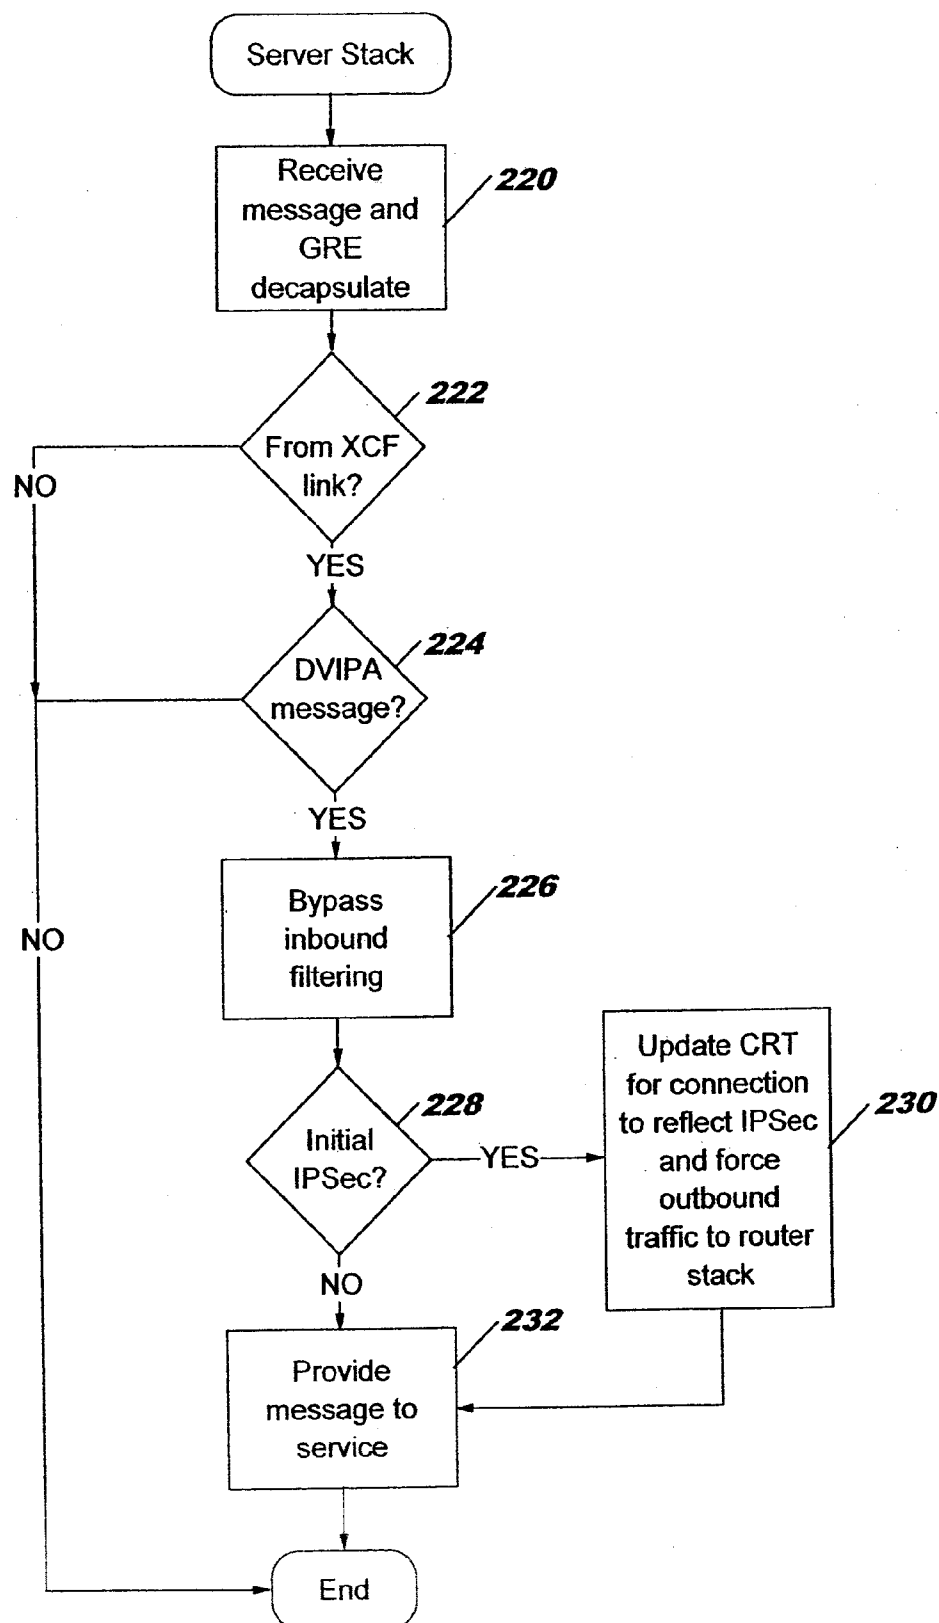 Server Stack
Receive
message and
GRE
decapsulate
220
222
From XCF
link?
NO
YES
224
DVIPA
message?
YES
226
Bypass
inbound
filtering
NO
228
Initial
IPSec?
YES
Update CRT
for connection
to reflect IPSec
and force
outbound
traffic to router
stack
230
NO
232
Provide
message to
service
End